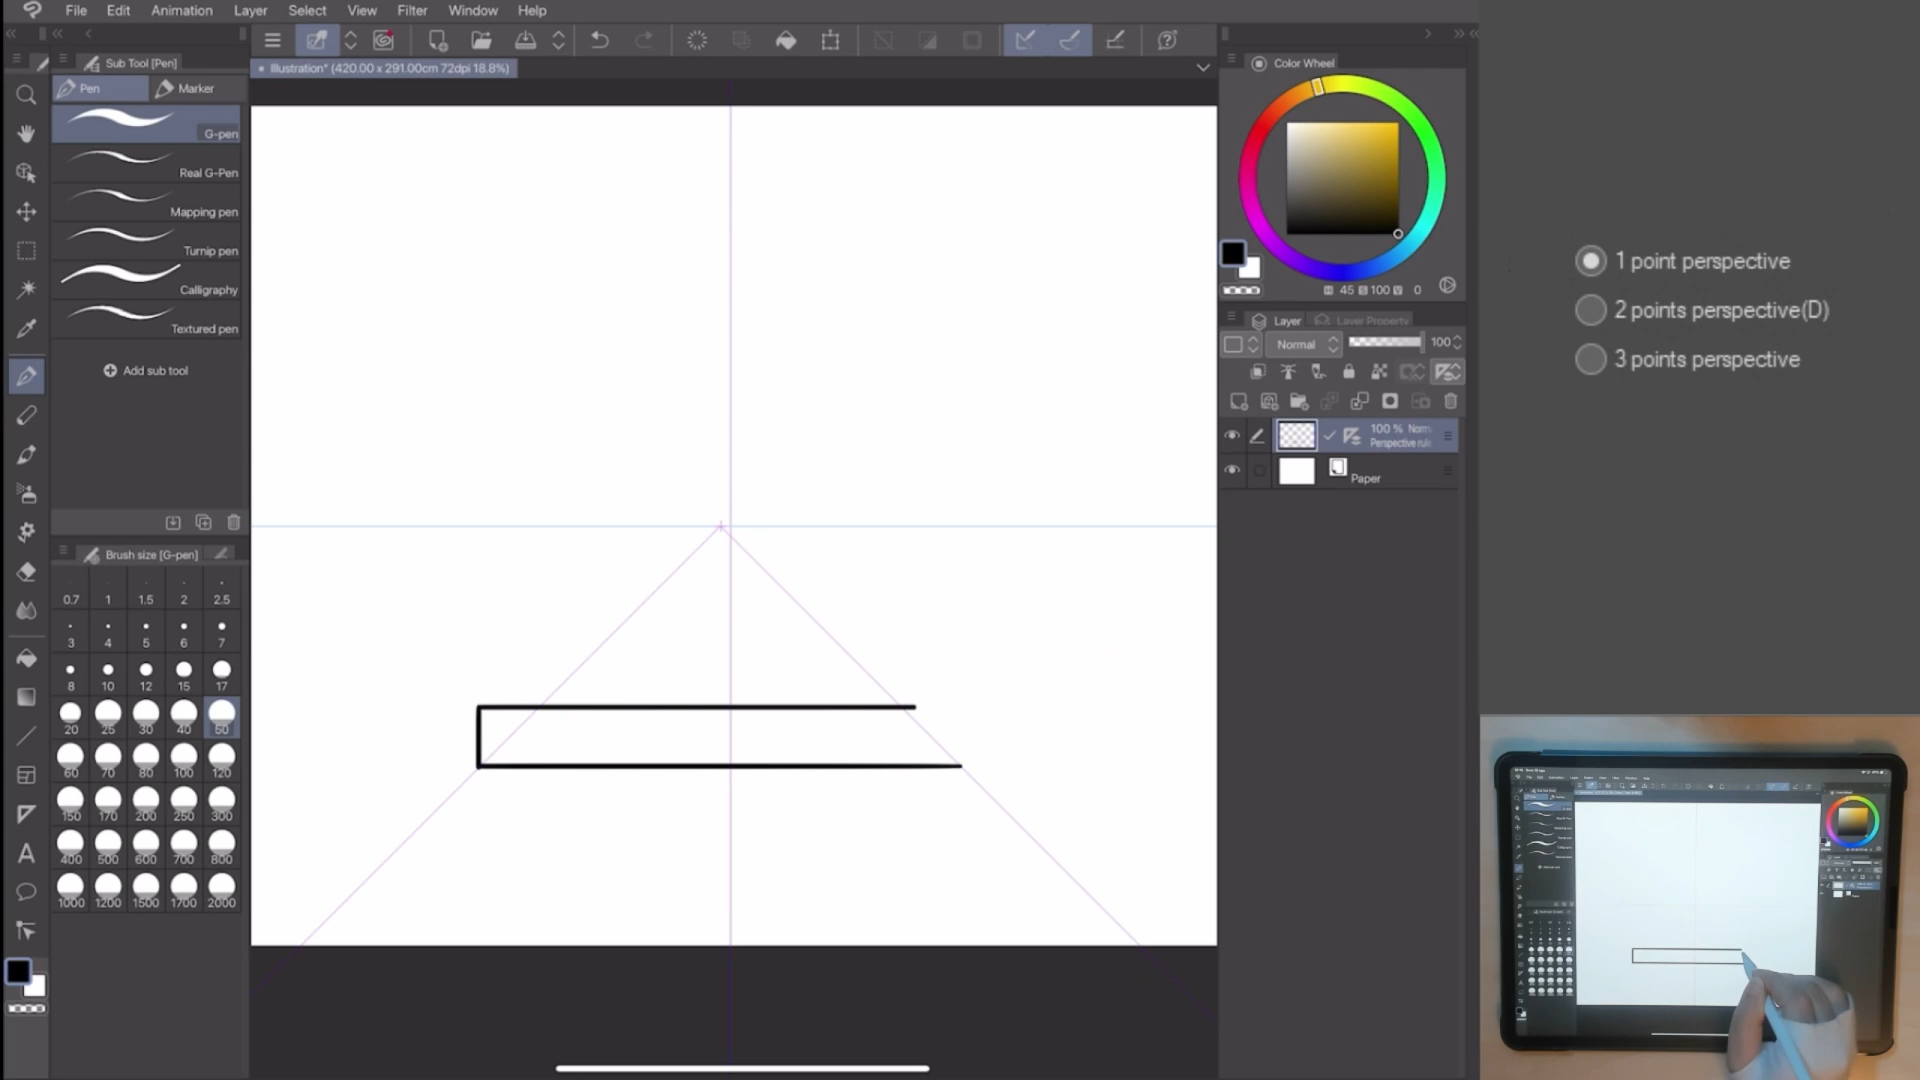 File Edit Animation Layer Select View Filter Window Help
Sub Tool [Pen]
Illustration* (420.00 x 291.00cm 72dpi 18.8%)
Color Wheel
Pen
Marker
G-pen
Real G-Pen
Mapping pen
Turnip pen
Calligraphy
Textured pen
Add sub tool
45 100 0
1 point perspective
2 points perspective(D)
3 points perspective
Layer
Layer Property
Normal
100
100 % Norm
Perspective rule
Paper
Brush size [G-pen]
0.7 1 1.5 2 2.5
3 4 5 6 7
8 10 12 15 17
20 25 30 40 50
60 70 80 100 120
150 170 200 250 300
400 500 600 700 800
1000 1200 1500 1700 2000